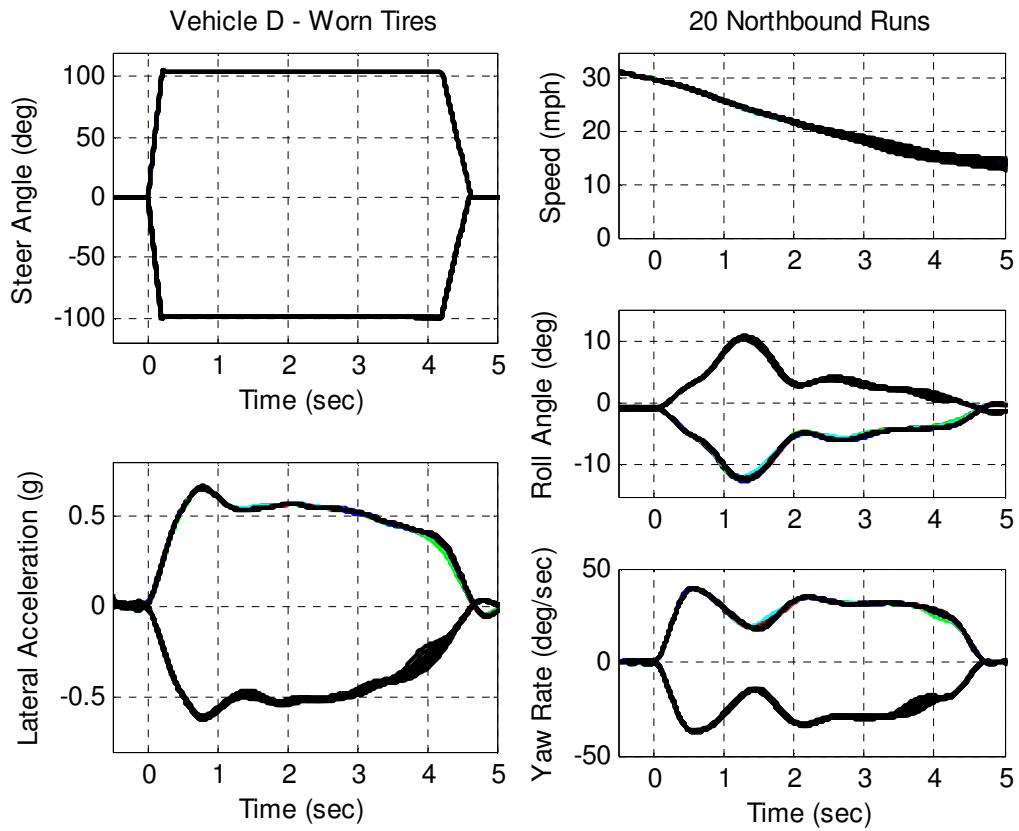 Vehicle D - Worn Tires
20 Northbound Runs
Steer Angle (deg)
100
50
0
-50
-100
0 1 2 3 4 5
Time (sec)
Speed (mph)
30
20
10
0
0 1 2 3 4 5
Roll Angle (deg)
10
0
-10
0 1 2 3 4 5
Lateral Acceleration (g)
0.5
0
-0.5
0 1 2 3 4 5
Time (sec)
Yaw Rate (deg/sec)
50
0
-50
0 1 2 3 4 5
Time (sec)